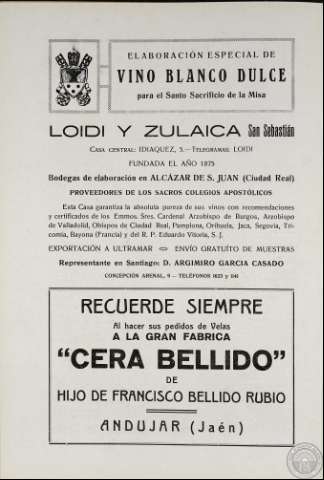 ELABORACIÓN ESPECIAL DE
VINO BLANCO DULCE
para el Santo Sacrificio de la Misa
LOIDI Y ZULAICA San Sebastián
CASA CENTRAL: IDIAQUEZ, 5.—TELEGRAMAS: LOIDI
FUNDADA EL AÑO 1875
Bodegas de elaboración en ALCÁZAR DE S. JUAN (Ciudad Real)
PROVEEDORES DE LOS SACROS COLEGIOS APOSTÓLICOS
Esta Casa garantiza la absoluta pureza de sus vinos con recomendaciones
y certificados de los Emmos. Sres. Cardenal Arzobispo de Burgos, Arzobispo
de Valladolid, Obispos de Ciudad Real, Pamplona, Orihuela, Jaca, Segovia,
Bayona (Francia) y del R. P. Eduardo Vitoria, S. J.
EXPORTACIÓN A ULTRAMAR ENVÍO GRATUÍTO DE MUESTRAS
Representante en Santiago: D. ARGIMIRO GARCIA CASADO
CONCEPCIÓN ARENAL, 9 — TELÉFONOS 1623 y
RECUERDE SIEMPRE
Al hacer sus pedidos de Velas
A LA GRAN FABRICA
"CERA BELLIDO"
DE
HIJO DE FRANCISCO BELLIDO RUBIO
ANDUJAR (Jaén)